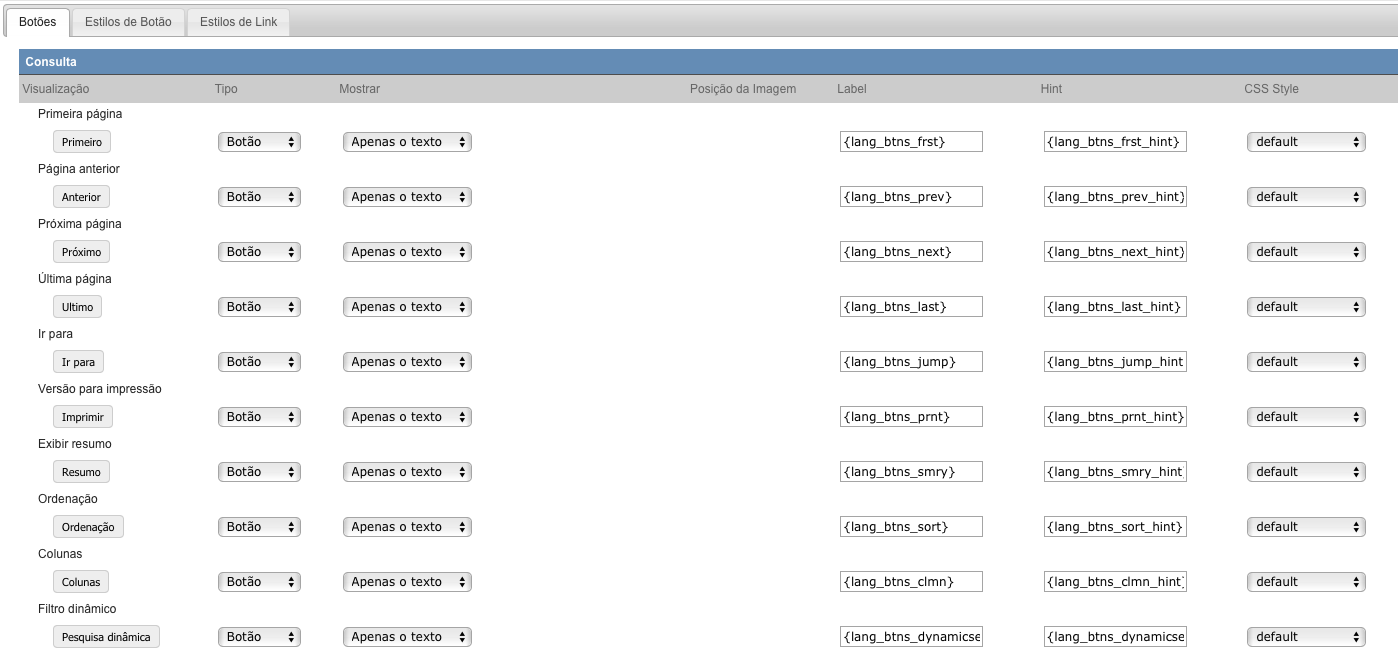 Botões Estilos de Botão Estilos de Link
Consulta
Visualização Tipo Mostrar Posição da Imagem Label Hint CSS Style
Primeira página
Primeiro Botão Apenas o texto {lang_btns_frst} {lang_btns_frst_hint} default
Página anterior
Anterior Botão Apenas o texto {lang_btns_prev} {lang_btns_prev_hint} default
Próxima página
Próximo Botão Apenas o texto {lang_btns_next} {lang_btns_next_hint} default
Última página
Ultimo Botão Apenas o texto {lang_btns_last} {lang_btns_last_hint} default
Ir para
Ir para Botão Apenas o texto {lang_btns_jump} {lang_btns_jump_hint default
Versão para impressão
Imprimir Botão Apenas o texto {lang_btns_prnt} {lang_btns_prnt_hint} default
Exibir resumo
Resumo Botão Apenas o texto {lang_btns_smry} {lang_btns_smry_hint default
Ordenação
Ordenação Botão Apenas o texto {lang_btns_sort} {lang_btns_sort_hint} default
Colunas
Colunas Botão Apenas o texto {lang_btns_clmn} {lang_btns_clmn_hint} default
Filtro dinâmico
Pesquisa dinâmica Botão Apenas o texto {lang_btns_dynamicse {lang_btns_dynamicse default